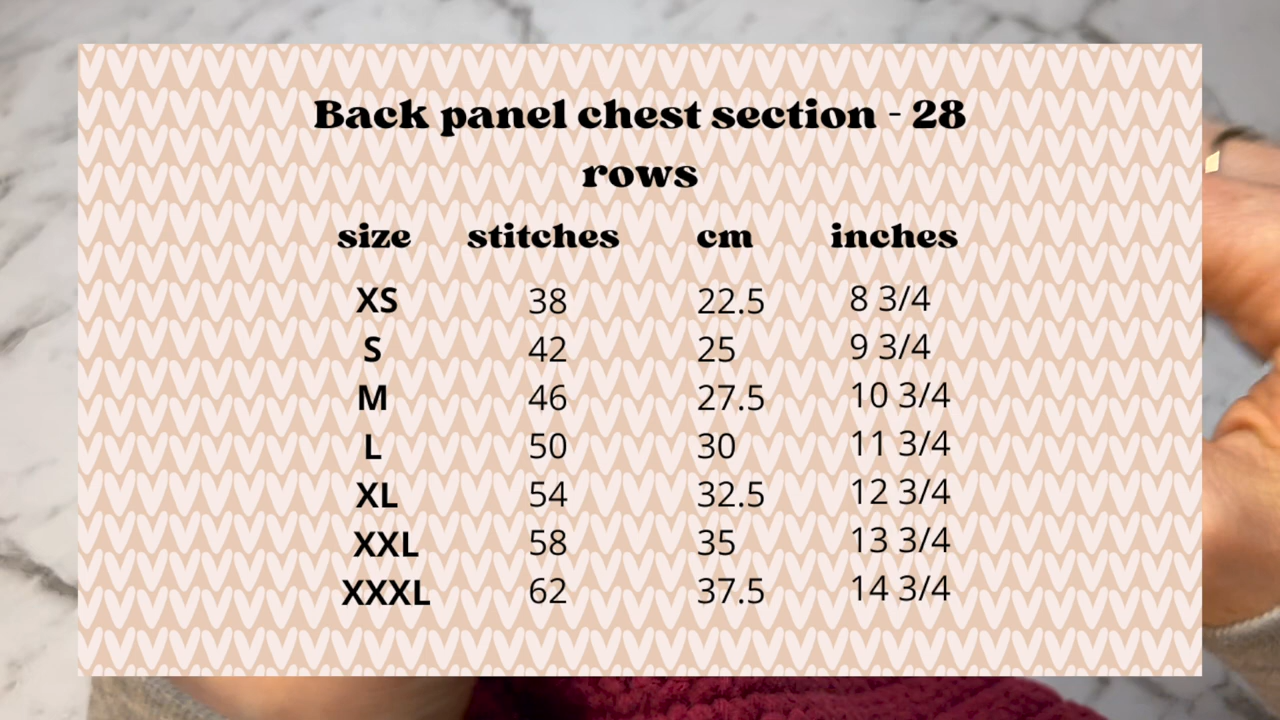 Back panel chest section - 28
rows
size stitches cm inches
XS 38 22.5 8 3/4
S 42 25 9 3/4
M 46 27.5 10 3/4
L 50 30 11 3/4
XL 54 32.5 12 3/4
XXL 58 35 13 3/4
XXXL 62 37.5 14 3/4